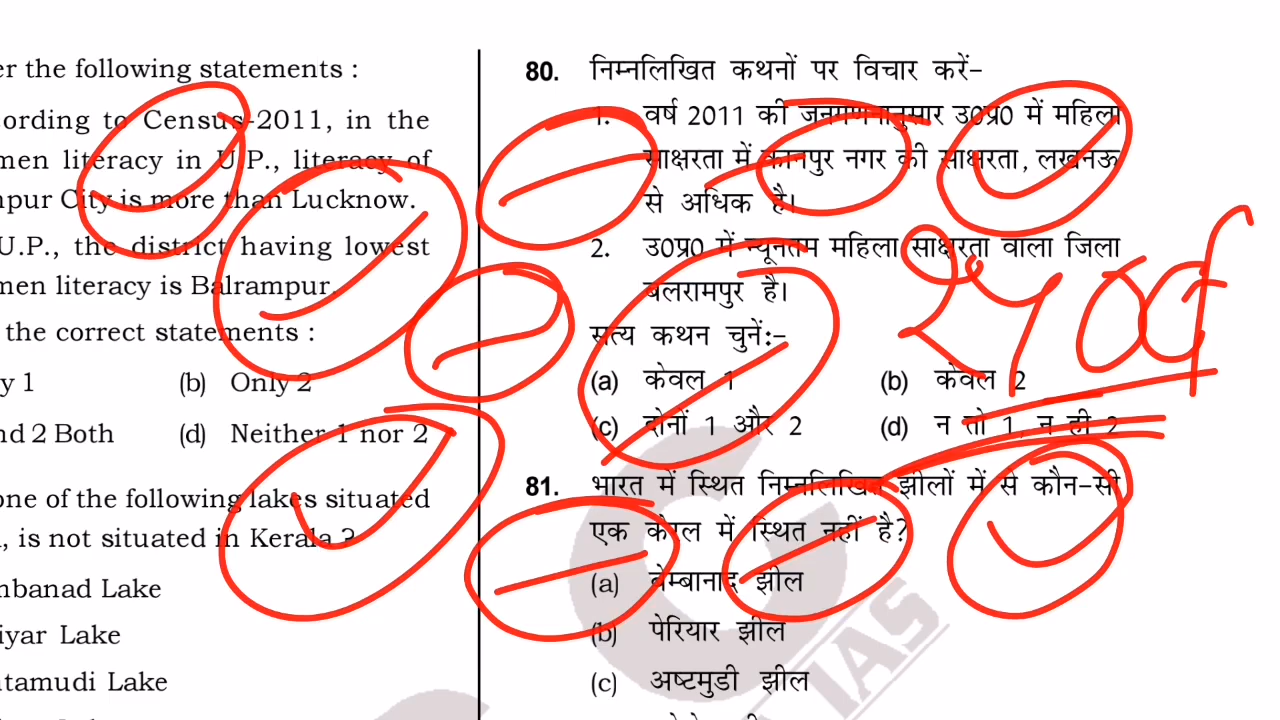 er the following statements :
cording to Census-2011, in the
men literacy in U.P., literacy of
npur City is more than Lucknow.
U.P., the district having lowest
men literacy is Balrampur.
the correct statements :
y 1 (b) Only 2
nd 2 Both (d) Neither 1 nor 2
one of the following lakes situated
, is not situated in Kerala ?
nbanad Lake
iyar Lake
tamudi Lake
80. निम्नलिखित कथनों पर विचार करें–
1. वर्ष 2011 की जनगणनानुसार उ0प्र0 में महिला
साक्षरता में कानपुर नगर की साक्षरता, लखनऊ
से अधिक है।
2. उ0प्र0 में न्यूनतम महिला साक्षरता वाला जिला
बलरामपुर है।
सत्य कथन चुनें:-
(a) केवल 1 (b) केवल 2
(c) दोनों 1 और 2 (d) न तो 1, न ही 2
81. भारत में स्थित निम्नलिखित झीलों में से कौन-सी
एक केरल में स्थित नहीं है?
(a) वेम्बानाद झील
(b) पेरियार झील
(c) अष्टमुडी झील
IAS